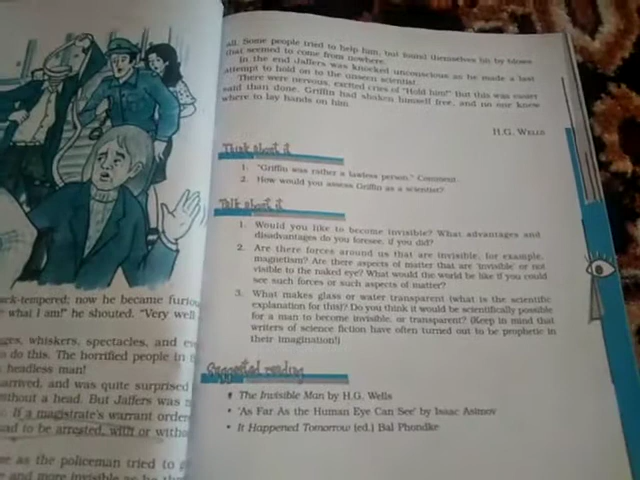 ck-tempered; now he became furiou
what I am!" he shouted. "Very well
ges, whiskers, spectacles, and e
do this. The horrified people in t
headless man!
arrived, and was quite surprised
without a head. But Jaffers was n
If a magistrate's warrant order
ad to be arrested, with or witho
e as the policeman tried to
and more invisible as he
all. Some people tried to help him, but found themselves hit by blows
that seemed to come from nowhere.
In the end Jaffers was knocked unconscious as he made a last
attempt to hold on to the unseen scientist.
There were nervous, excited cries of "Hold him!" But this was easier
said than done. Griffin had shaken himself free, and no one knew
where to lay hands on him.
H.G. WELLS
Think about it
1. "Griffin was rather a lawless person." Comment.
2. How would you assess Griffin as a scientist?
Talk about it
1. Would you like to become invisible? What advantages and
disadvantages do you foresee, if you did?
2. Are there forces around us that are invisible, for example,
magnetism? Are there aspects of matter that are 'invisible' or not
visible to the naked eye? What would the world be like if you could
see such forces or such aspects of matter?
3. What makes glass or water transparent (what is the scientific
explanation for this)? Do you think it would be scientifically possible
for a man to become invisible, or transparent? (Keep in mind that
writers of science fiction have often turned out to be prophetic in
their imagination!)
Suggested reading
• The Invisible Man by H.G. Wells
• 'As Far As the Human Eye Can See' by Isaac Asimov
• It Happened Tomorrow (ed.) Bal Phondke